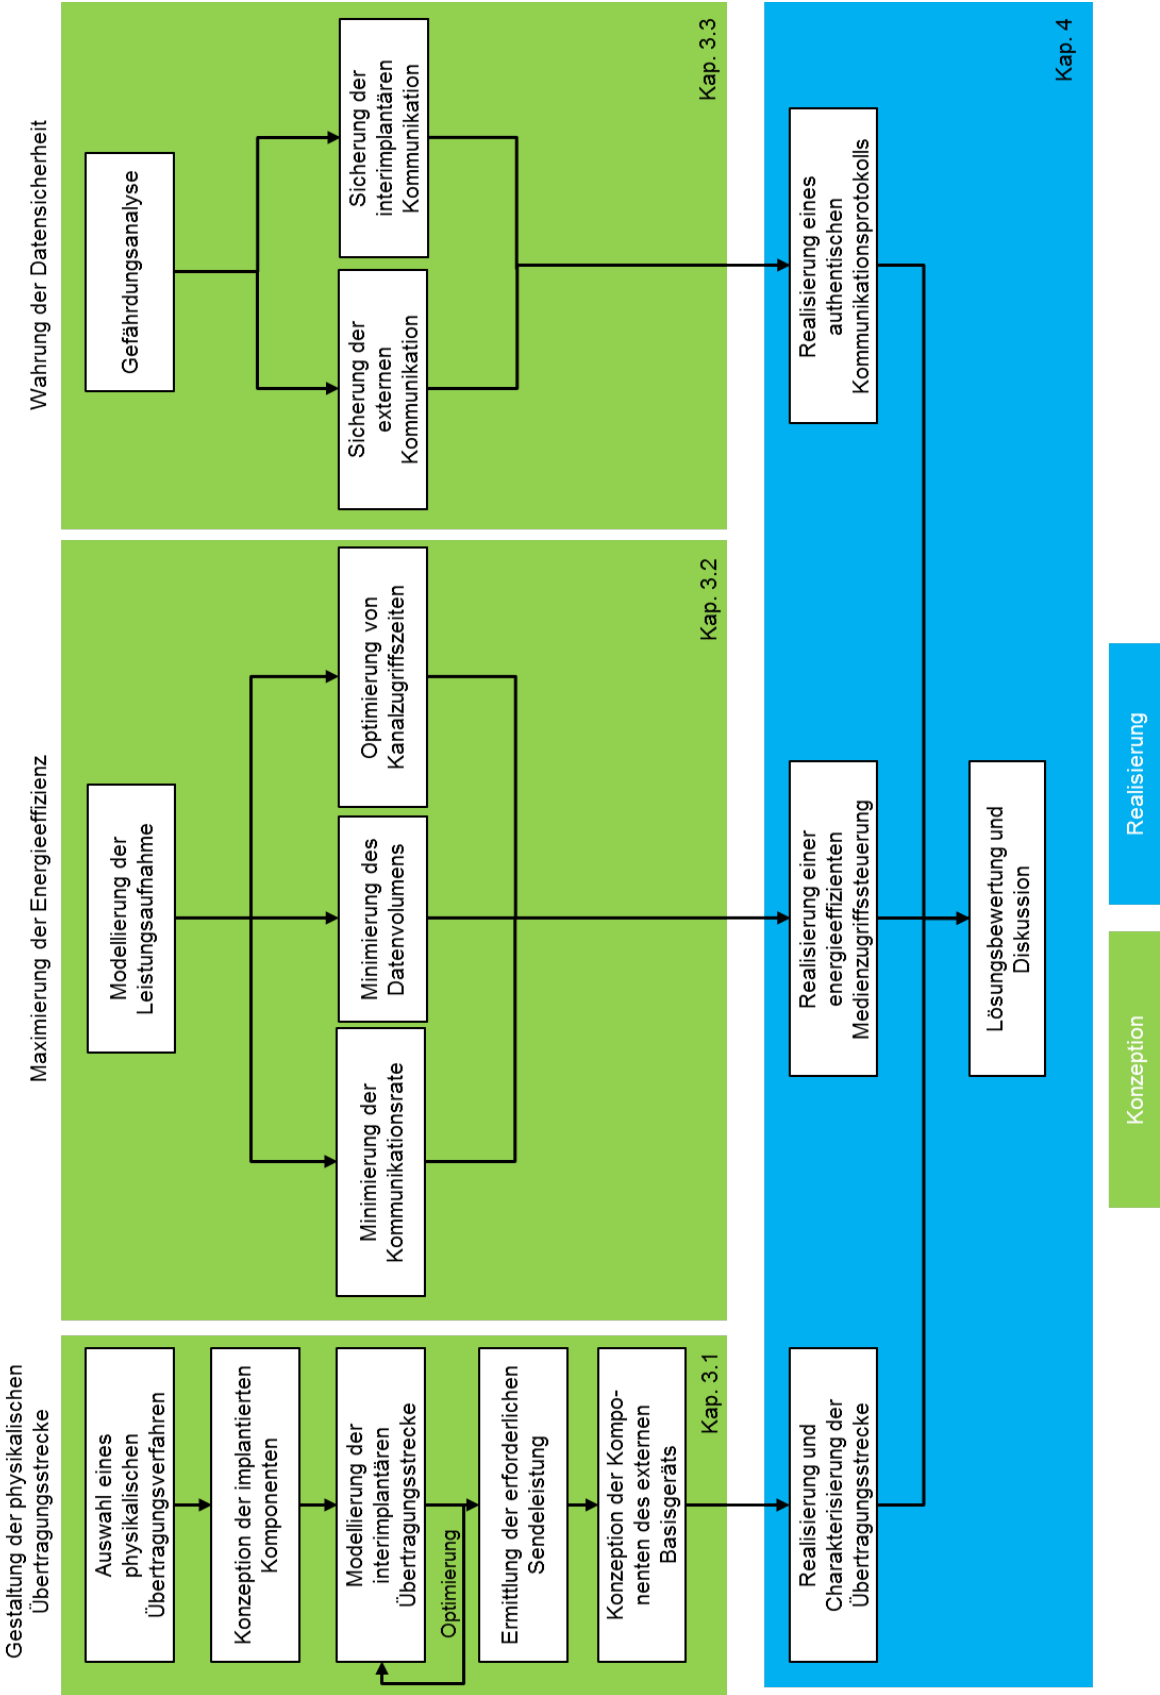 Gestaltung der physikalischen
Übertragungsstrecke
Auswahl eines
physikalischen
Übertragungsverfahren
Konzeption der implantierten
Komponenten
Modellierung der
interimplantären
Übertragungsstrecke
Optimierung
Ermittlung der erforderlichen
Sendeleistung
Konzeption der Kompo-
nenten des externen
Basisgeräts
Kap. 3.1
Maximierung der Energieeffizienz
Modellierung der
Leistungsaufnahme
Minimierung der
Kommunikationsrate
Minimierung des
Datenvolumens
Optimierung von
Kanalzugriffszeiten
Kap. 3.2
Wahrung der Datensicherheit
Gefährdungsanalyse
Sicherung der
externen
Kommunikation
Sicherung der
interimplantären
Kommunikation
Kap. 3.3
Realisierung und
Charakterisierung der
Übertragungsstrecke
Realisierung einer
energieeffizienten
Medienzugriffssteuerung
Realisierung eines
authentischen
Kommunikationsprotokolls
Lösungsbewertung und
Diskussion
Kap. 4
Konzeption
Realisierung